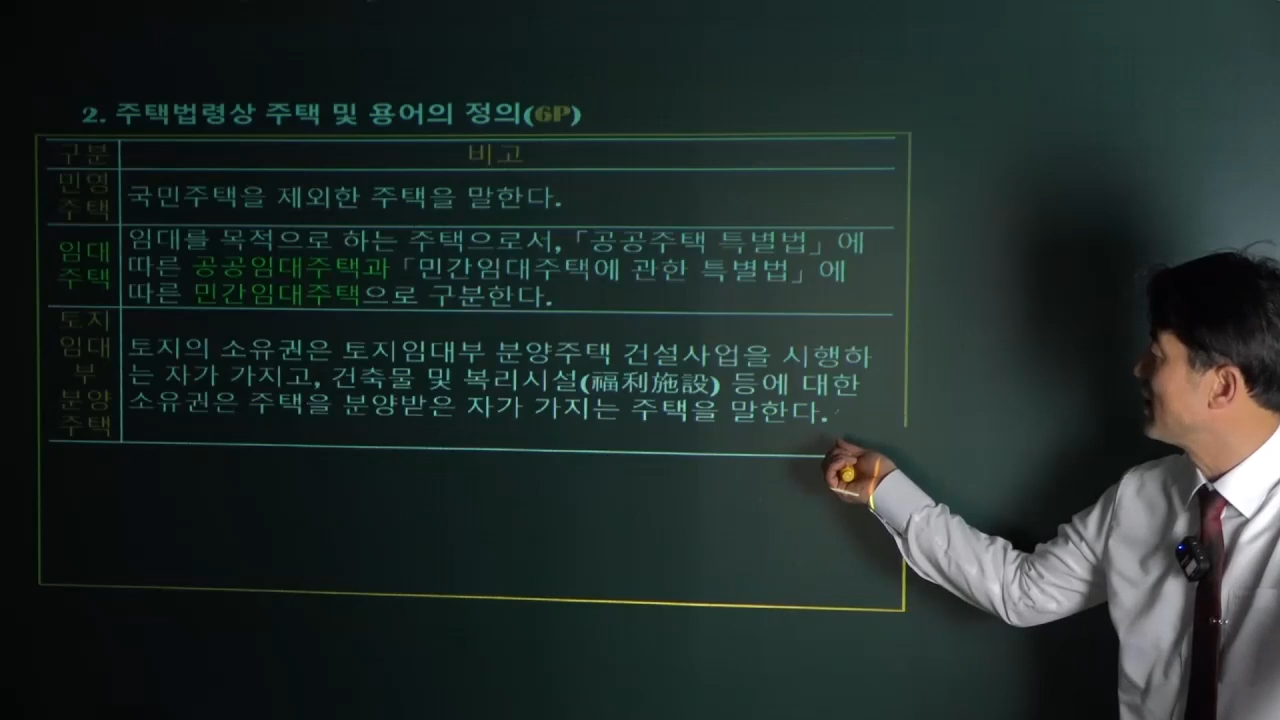 2. 주택법령상 주택 및 용어의 정의(6P)
구분
비고
민영
주택
국민주택을 제외한 주택을 말한다.
임대
주택
임대를 목적으로 하는 주택으로서, 「공공주택 특별법」에
따른 공공임대주택과 「민간임대주택에 관한 특별법」에
따른 민간임대주택으로 구분한다.
토지
임대
부
분양
주택
토지의 소유권은 토지임대부 분양주택 건설사업을 시행하
는 자가 가지고, 건축물 및 복리시설(福利施設) 등에 대한
소유권은 주택을 분양받은 자가 가지는 주택을 말한다.